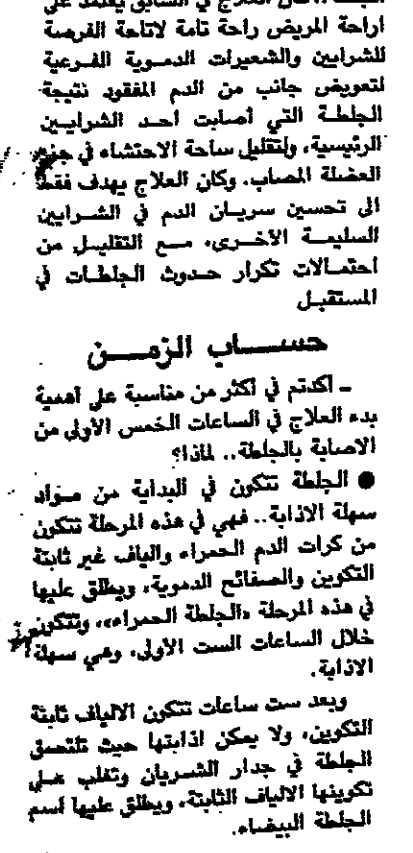 العلاج في السابق يعتمد على
اراحة المريض راحة تامة لاتاحة الفرصة
للشرايين والشعيرات الدموية الفرعية
لتعويض جانب من الدم المفقود نتيجة
الجلطة التي أصابت أحد الشرايين
الرئيسية، ولتقليل ساحة الاحتشاء في جزء
العضلة المصاب. وكان العلاج يهدف فقط
الى تحسين سريان الدم في الشرايين
السليمة الأخرى، مع التقليل من
احتمالات تكرار حدوث الجلطات في
المستقبل
حساب الزمن
ـ أكدتم في اكثر من مناسبة على أهمية
بدء العلاج في الساعات الخمس الأولى من
الاصابة بالجلطة.. لماذا؟
● الجلطة تتكون في البداية من مواد
سهلة الاذابة.. فهي في هذه المرحلة تتكون
من كرات الدم الحمراء والياف غير ثابتة
التكوين والصفائح الدموية، ويطلق عليها
في هذه المرحلة «الجلطة الحمراء»، وتتكون
خلال الساعات الست الأولى، وهي سهلة
الاذابة.
وبعد ست ساعات تتكون الالياف ثابتة
التكوين، ولا يمكن اذابتها حيث تلتصق
الجلطة في جدار الشريان وتغلب على
تكوينها الالياف الثابتة، ويطلق عليها اسم
الجلطة البيضاء.